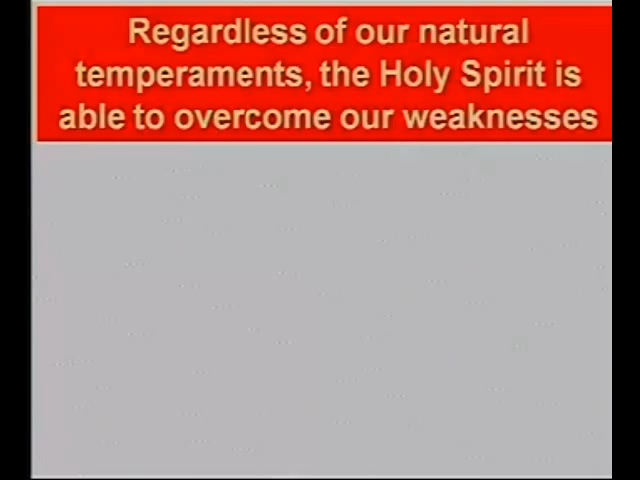 Regardless of our natural
temperaments, the Holy Spirit is
able to overcome our weaknesses